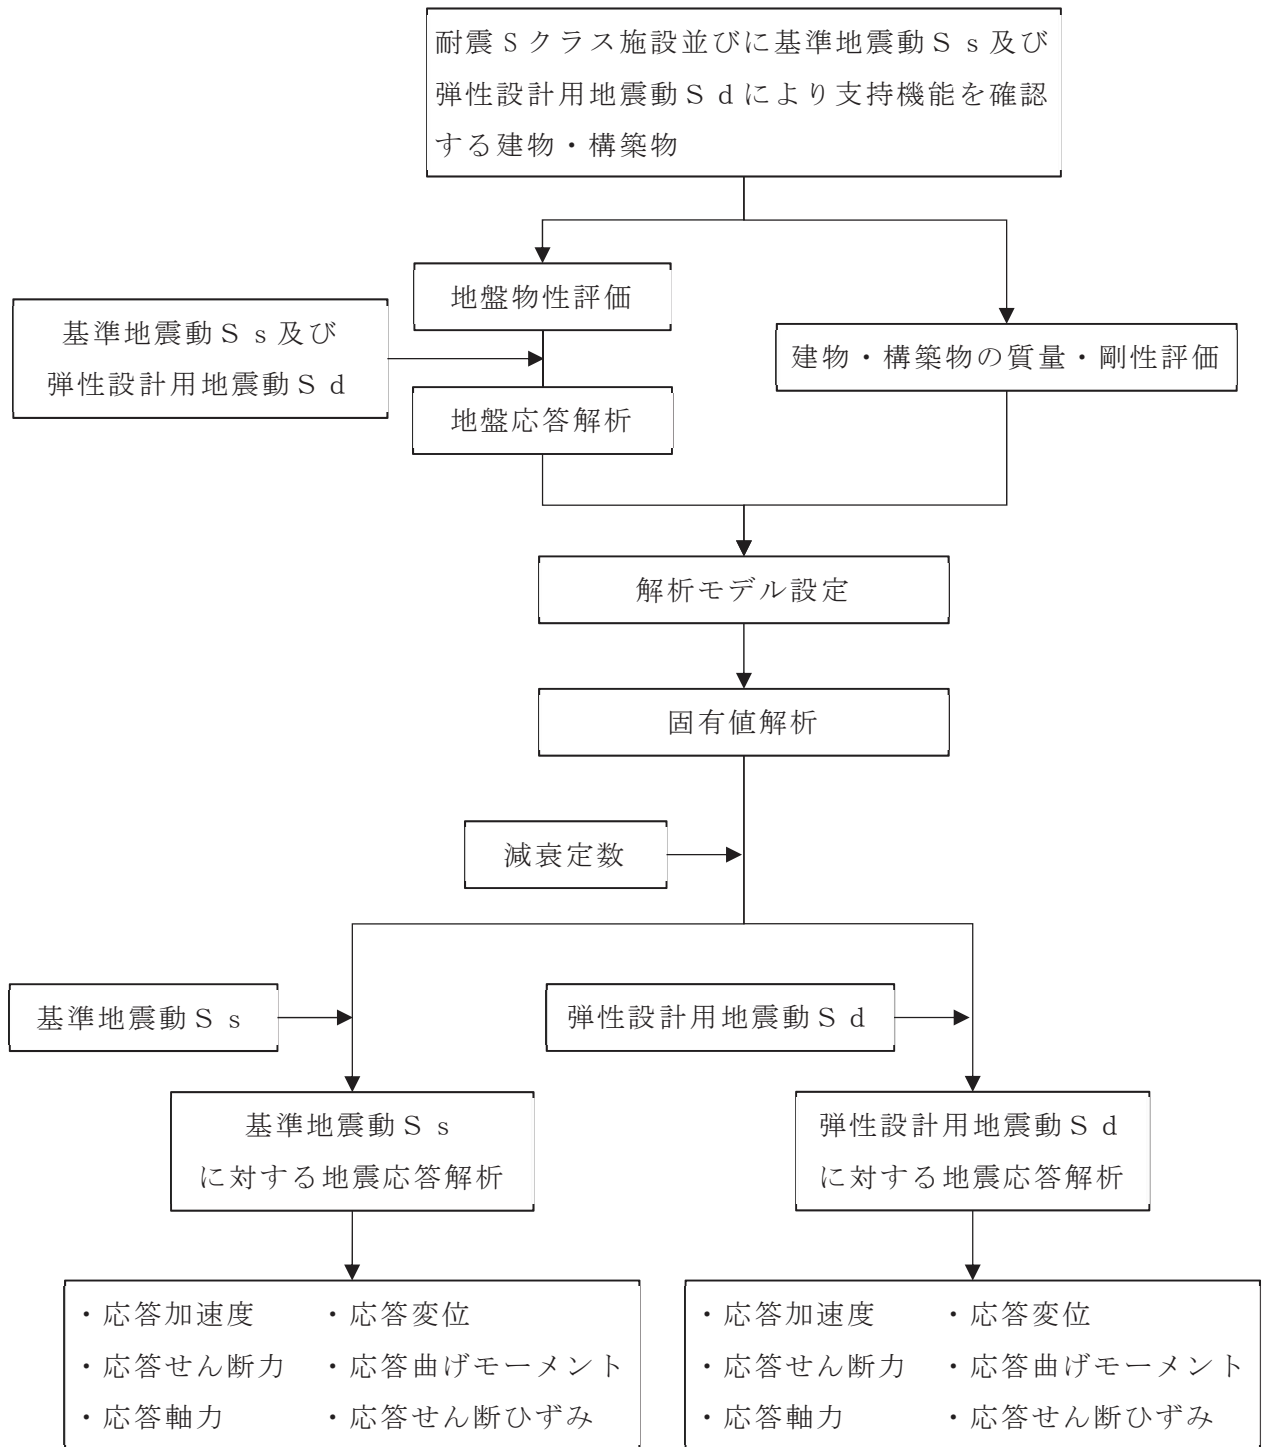 耐震Sクラス施設並びに基準地震動Ｓｓ及び
弾性設計用地震動Ｓｄにより支持機能を確認
する建物・構築物
地盤物性評価
基準地震動Ｓｓ及び
弾性設計用地震動Ｓｄ
建物・構築物の質量・剛性評価
地盤応答解析
解析モデル設定
固有値解析
減衰定数
基準地震動Ｓｓ
弾性設計用地震動Ｓｄ
基準地震動Ｓｓ
に対する地震応答解析
弾性設計用地震動Ｓｄ
に対する地震応答解析
・応答加速度　・応答変位
・応答せん断力　・応答曲げモーメント
・応答軸力　・応答せん断ひずみ
・応答加速度　・応答変位
・応答せん断力　・応答曲げモーメント
・応答軸力　・応答せん断ひずみ